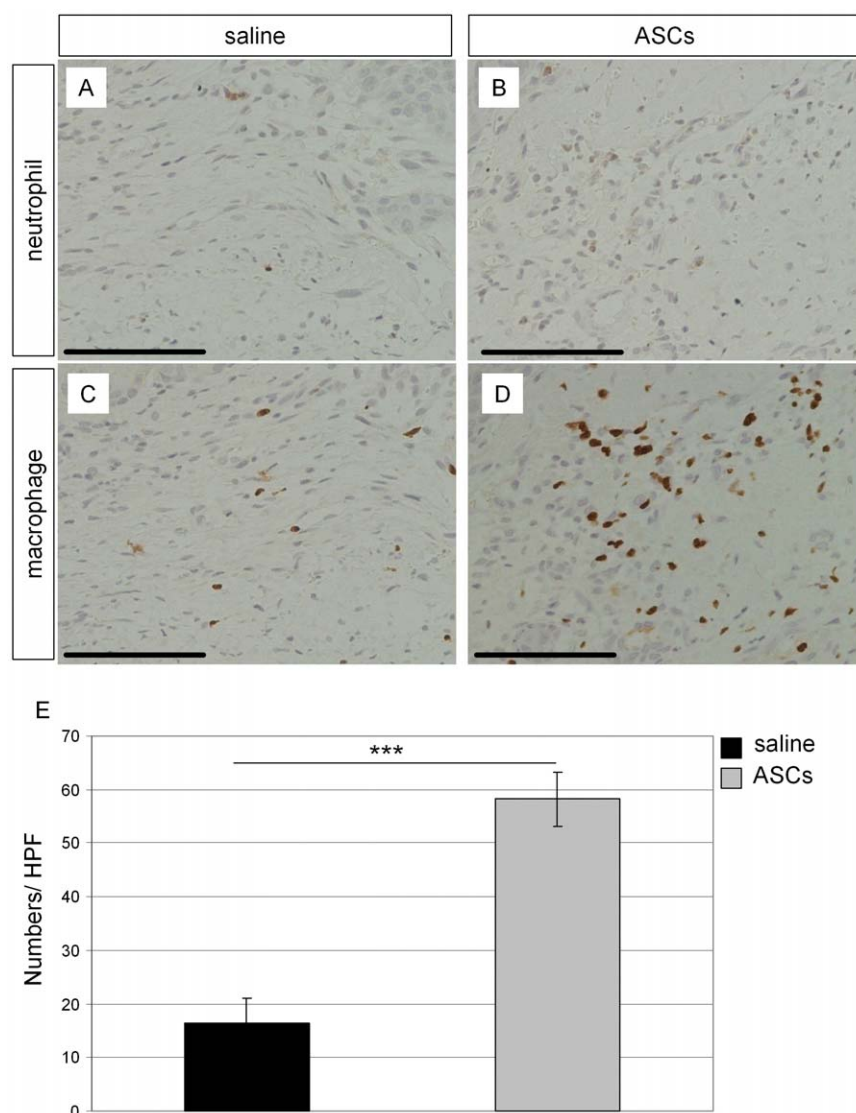 saline
ASCs
neutrophil
A
B
macrophage
C
D
E
70
60
50
40
30
20
10
0
Numbers/ HPF
***
saline
ASCs